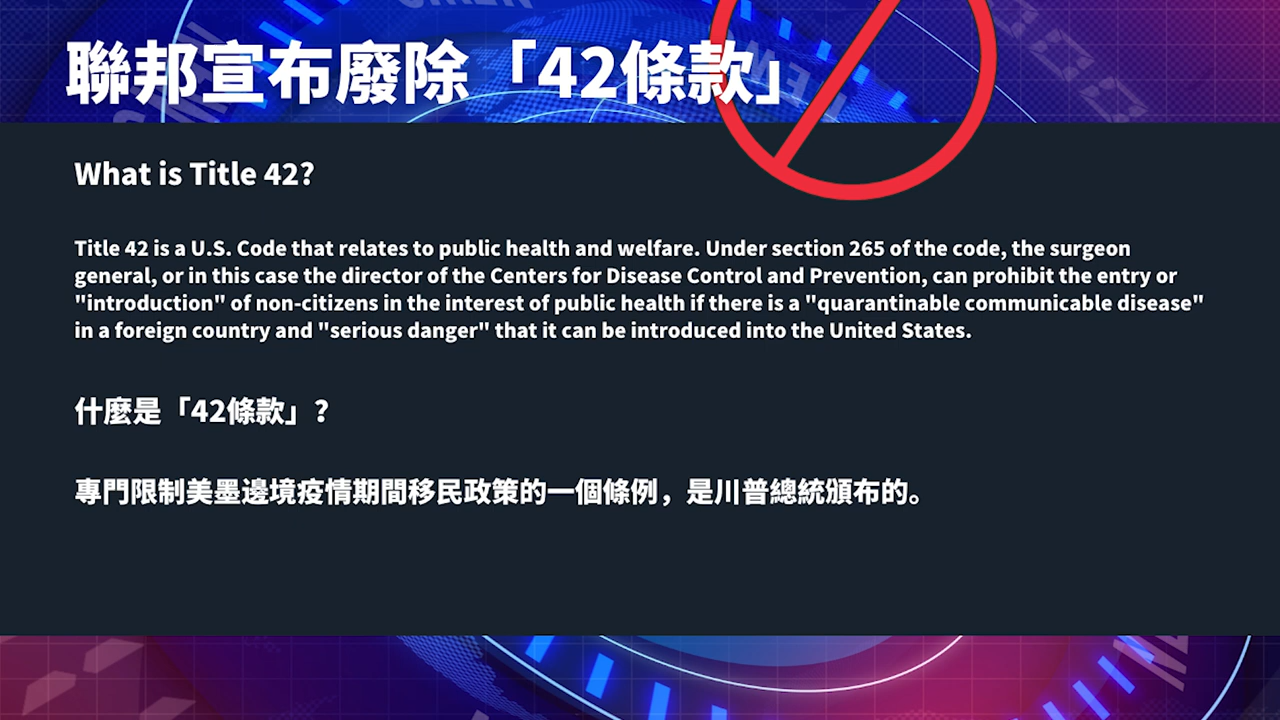 聯邦宣布廢除「42條款」
What is Title 42?
Title 42 is a U.S. Code that relates to public health and welfare. Under section 265 of the code, the surgeon
general, or in this case the director of the Centers for Disease Control and Prevention, can prohibit the entry or
"introduction" of non-citizens in the interest of public health if there is a "quarantinable communicable disease"
in a foreign country and "serious danger" that it can be introduced into the United States.
什麼是「42條款」?
專門限制美墨邊境疫情期間移民政策的一個條例，是川普總統頒布的。